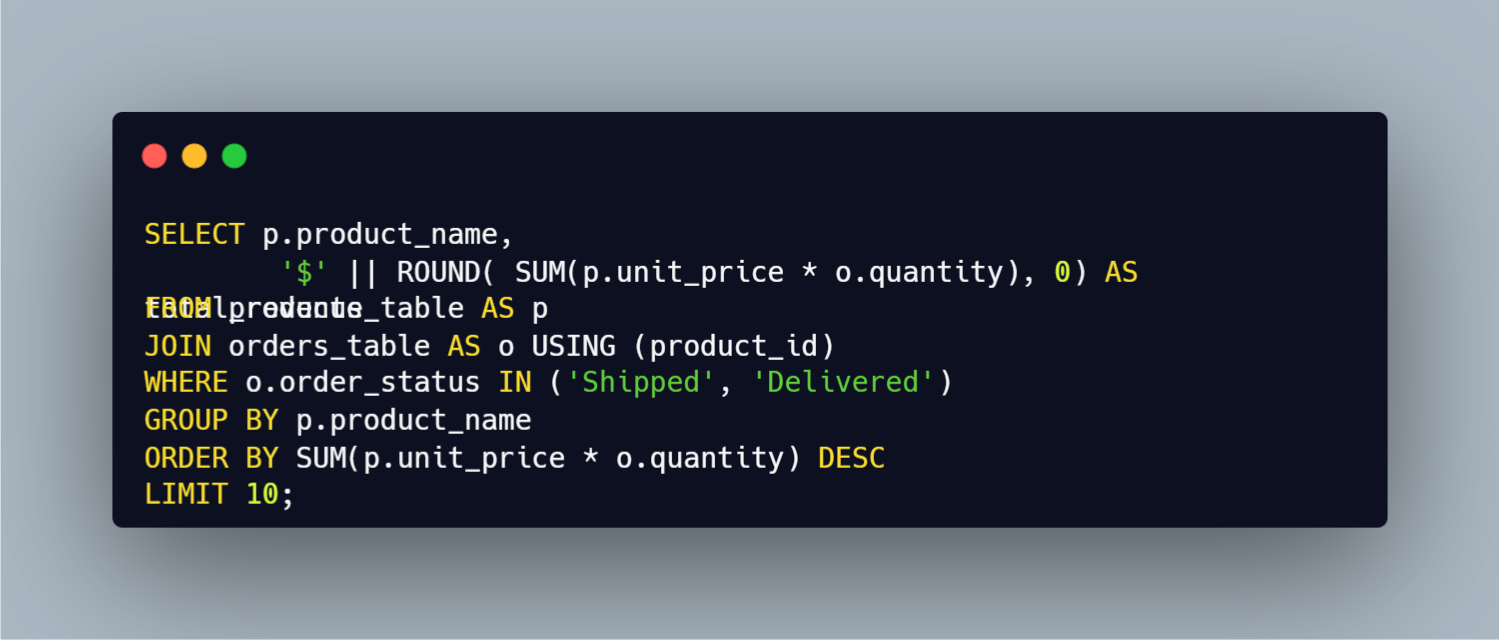 SELECT p.product_name,
'$' || ROUND( SUM(p.unit_price * o.quantity), 0) AS
total_revenue
FROM products_table AS p
JOIN orders_table AS o USING (product_id)
WHERE o.order_status IN ('Shipped', 'Delivered')
GROUP BY p.product_name
ORDER BY SUM(p.unit_price * o.quantity) DESC
LIMIT 10;